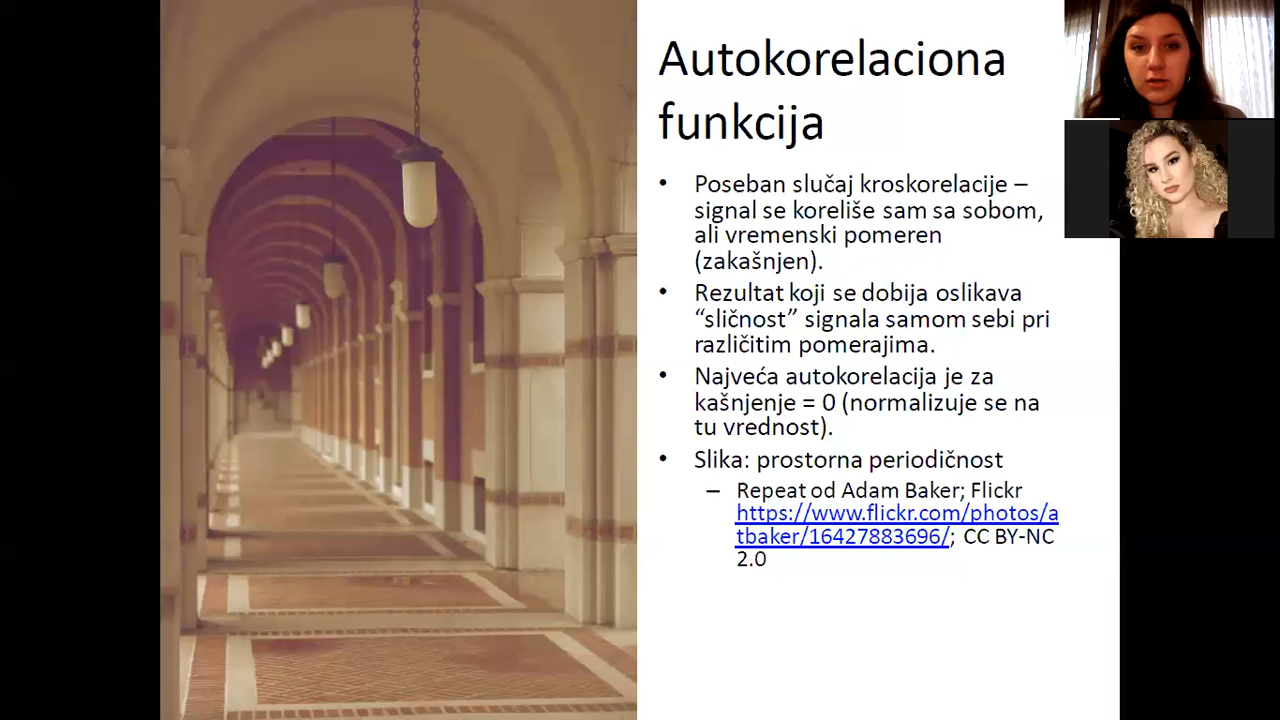 Autokorelaciona
funkcija
• Poseban slučaj kroskorelacije –
signal se koreliše sam sa sobom,
ali vremenski pomeren
(zakašnjen).
• Rezultat koji se dobija oslikava
“sličnost” signala samom sebi pri
različitim pomerajima.
• Najveća autokorelacija je za
kašnjenje = 0 (normalizuje se na
tu vrednost).
• Slika: prostorna periodičnost
– Repeat od Adam Baker; Flickr
https://www.flickr.com/photos/a
tbaker/16427883696/; CC BY-NC
2.0